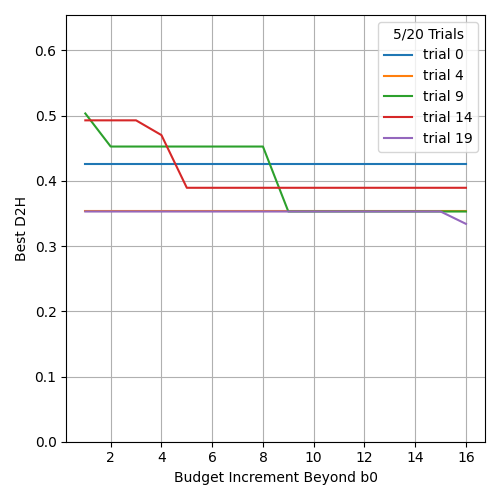 5/20 Trials
trial 0
trial 4
trial 9
trial 14
trial 19
0.6
0.5
0.4
0.3
0.2
0.1
0.0
Best D2H
2 4 6 8 10 12 14 16
Budget Increment Beyond b0